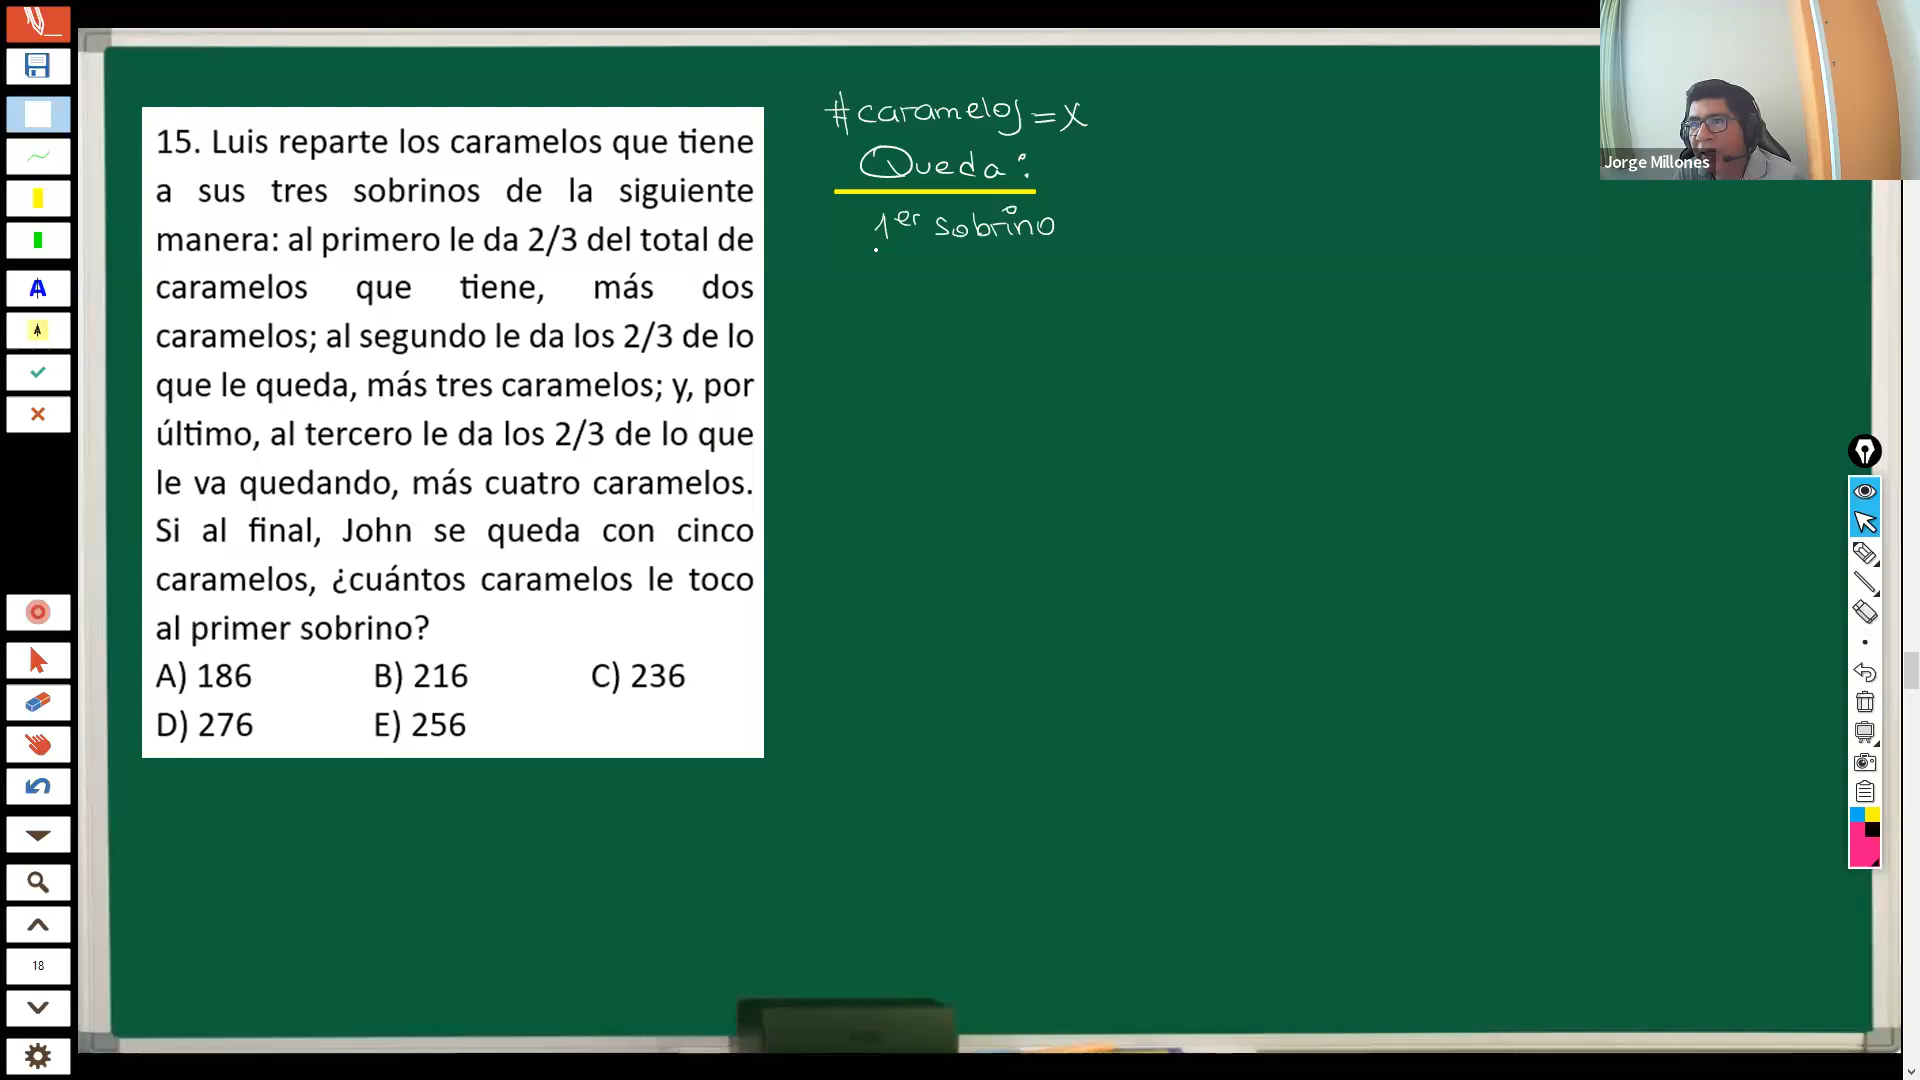 15. Luis reparte los caramelos que tiene
a sus tres sobrinos de la siguiente
manera: al primero le da 2/3 del total de
caramelos que tiene, más dos
caramelos; al segundo le da los 2/3 de lo
que le queda, más tres caramelos; y, por
último, al tercero le da los 2/3 de lo que
le va quedando, más cuatro caramelos.
Si al final, John se queda con cinco
caramelos, ¿cuántos caramelos le toco
al primer sobrino?
A) 186 B) 216 C) 236
D) 276 E) 256
#caramelos = x
Queda:
1er sobrino
Jorge Millones
A
18